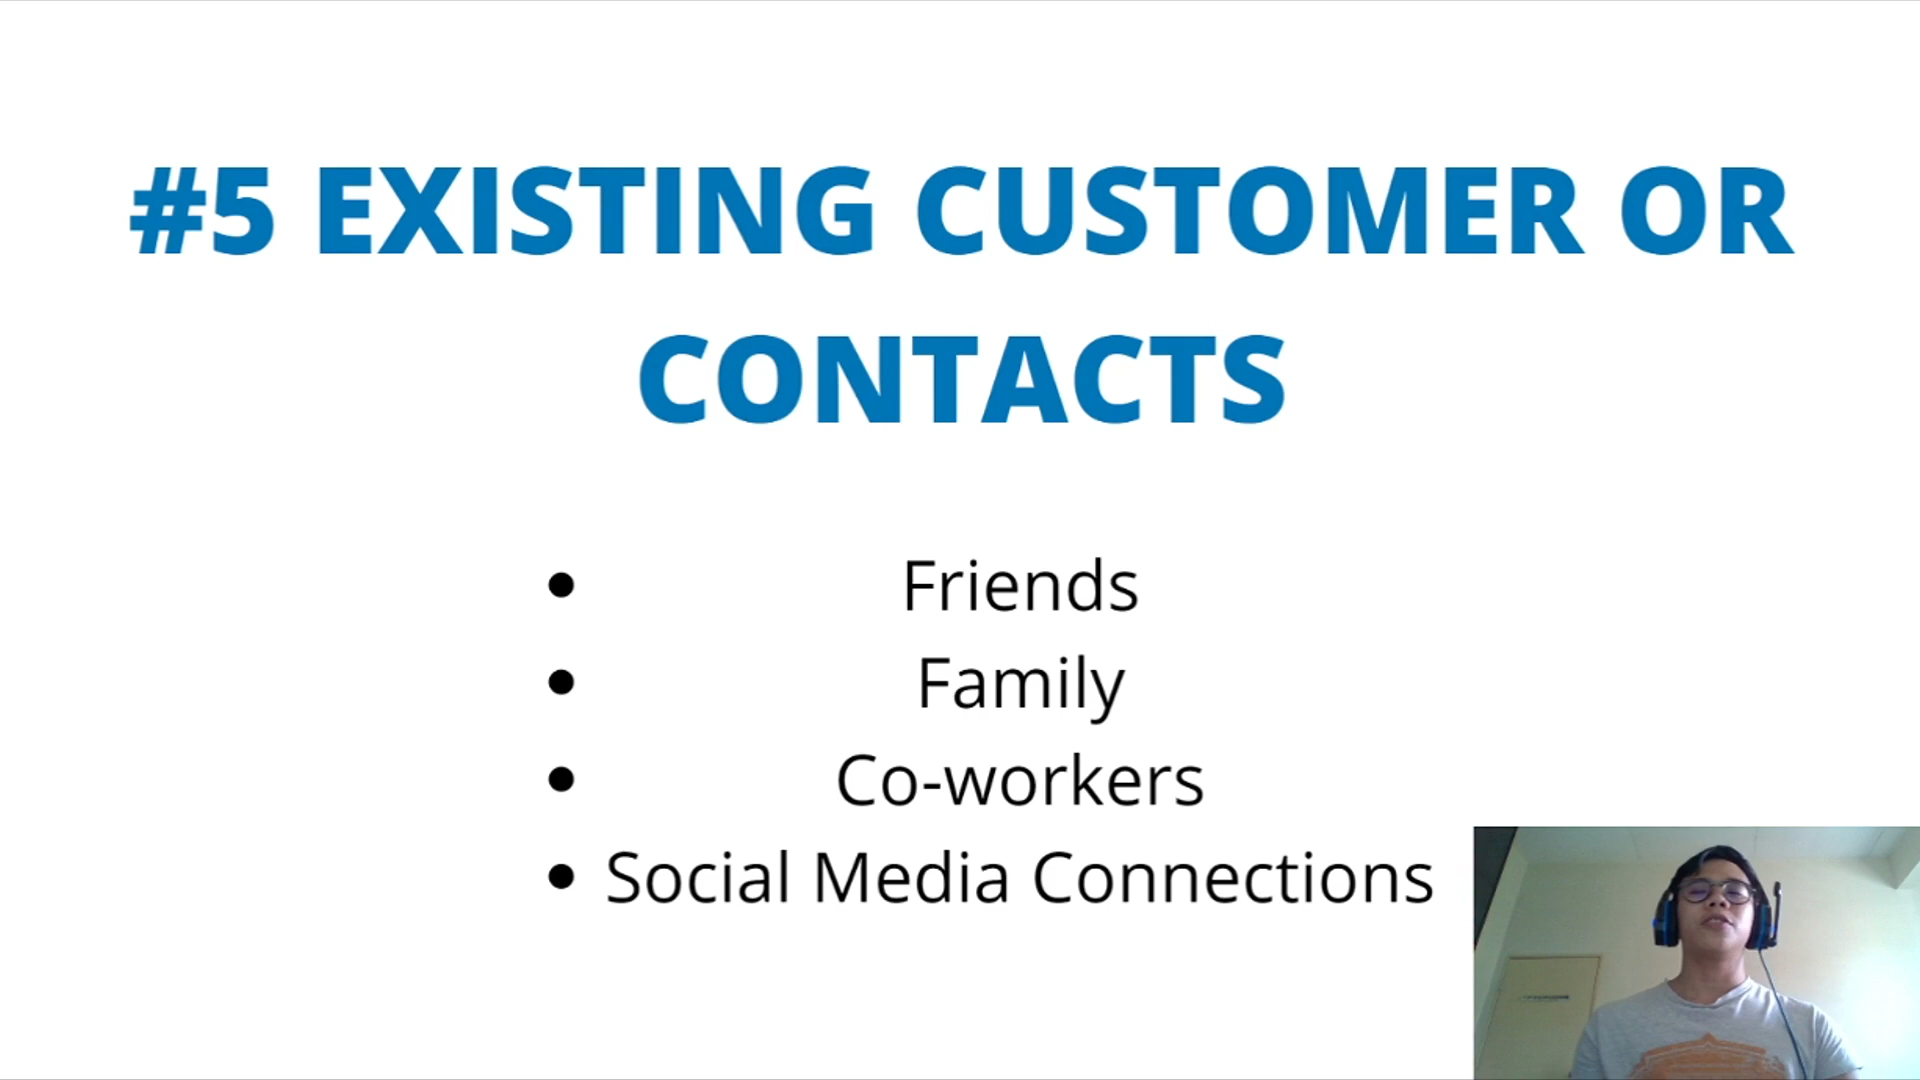 #5 EXISTING CUSTOMER OR
CONTACTS
• Friends
• Family
• Co-workers
• Social Media Connections